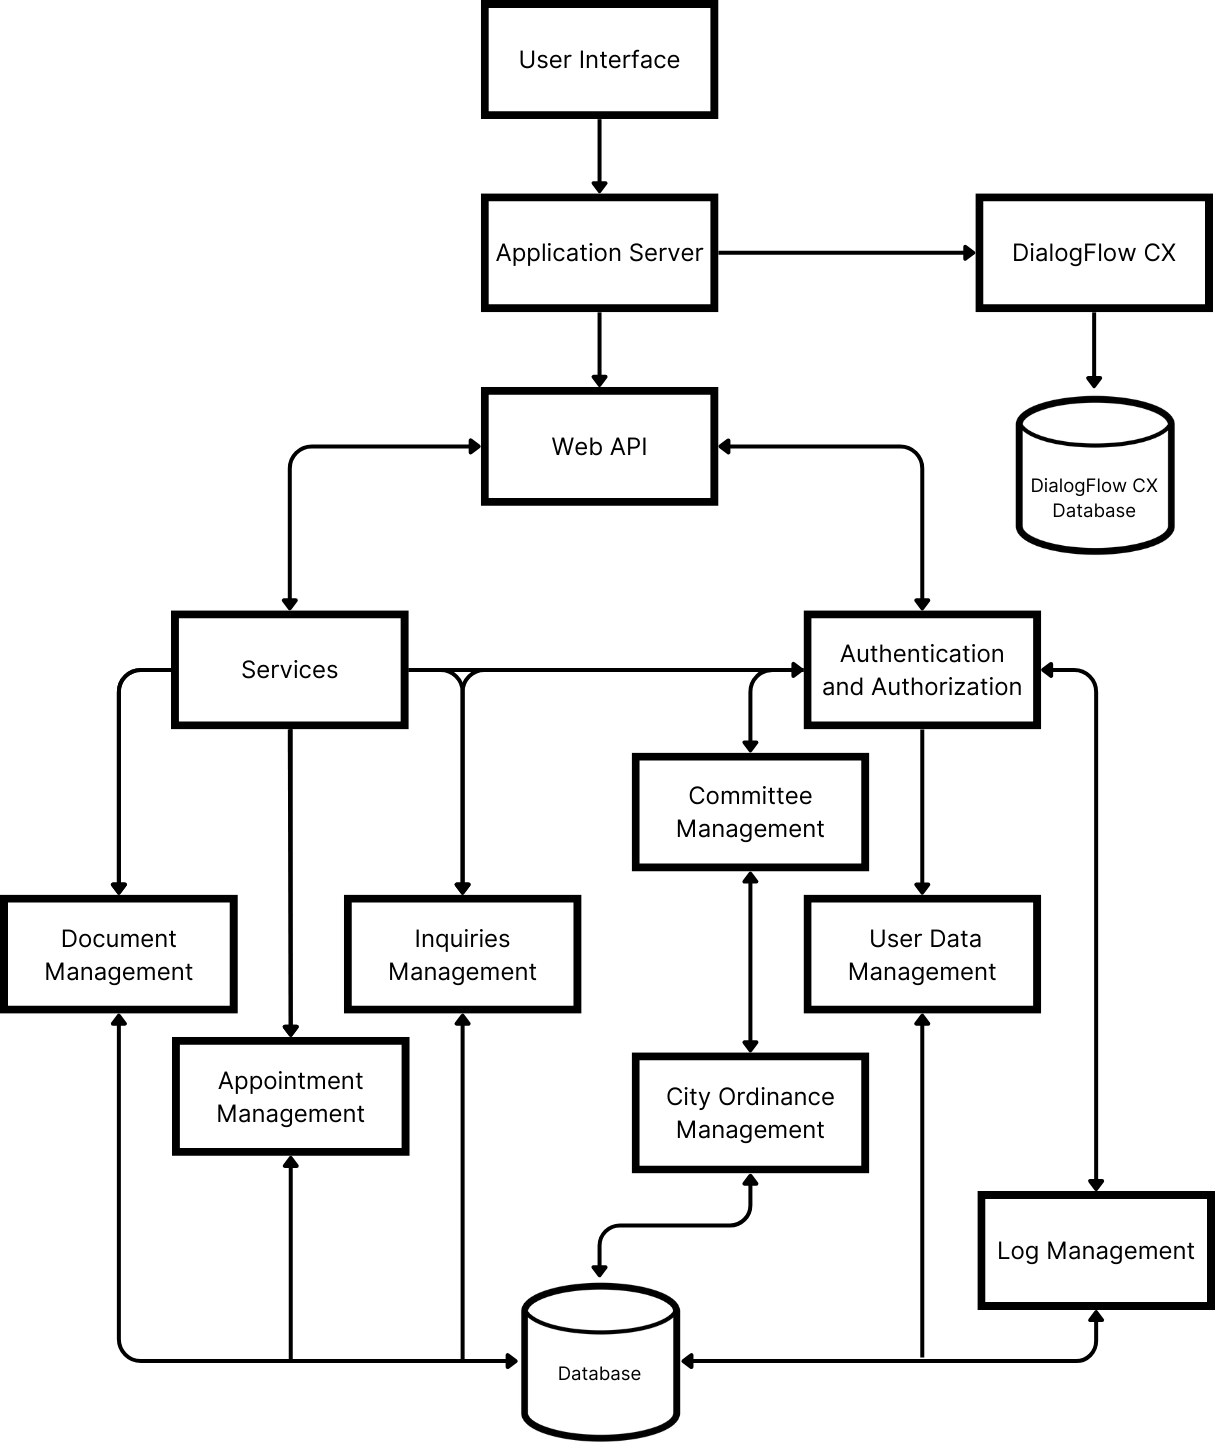 User Interface
Application Server
DialogFlow CX
Web API
DialogFlow CX
Database
Services
Authentication
and Authorization
Committee
Management
Document
Management
Inquiries
Management
User Data
Management
Appointment
Management
City Ordinance
Management
Log Management
Database